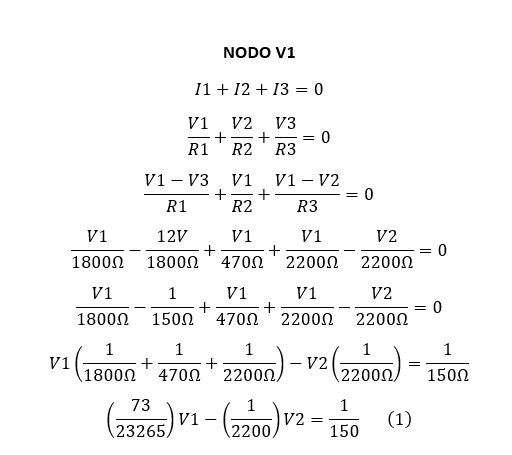 NODO V1
I1 + I2 + I3 = 0
V1/R1 + V2/R2 + V3/R3 = 0
(V1 − V3)/R1 + V1/R2 + (V1 − V2)/R3 = 0
V1/1800Ω − 12V/1800Ω + V1/470Ω + V1/2200Ω − V2/2200Ω = 0
V1/1800Ω − 1/150Ω + V1/470Ω + V1/2200Ω − V2/2200Ω = 0
V1(1/1800Ω + 1/470Ω + 1/2200Ω) − V2(1/2200Ω) = 1/150Ω
(73/23265)V1 − (1/2200)V2 = 1/150 (1)